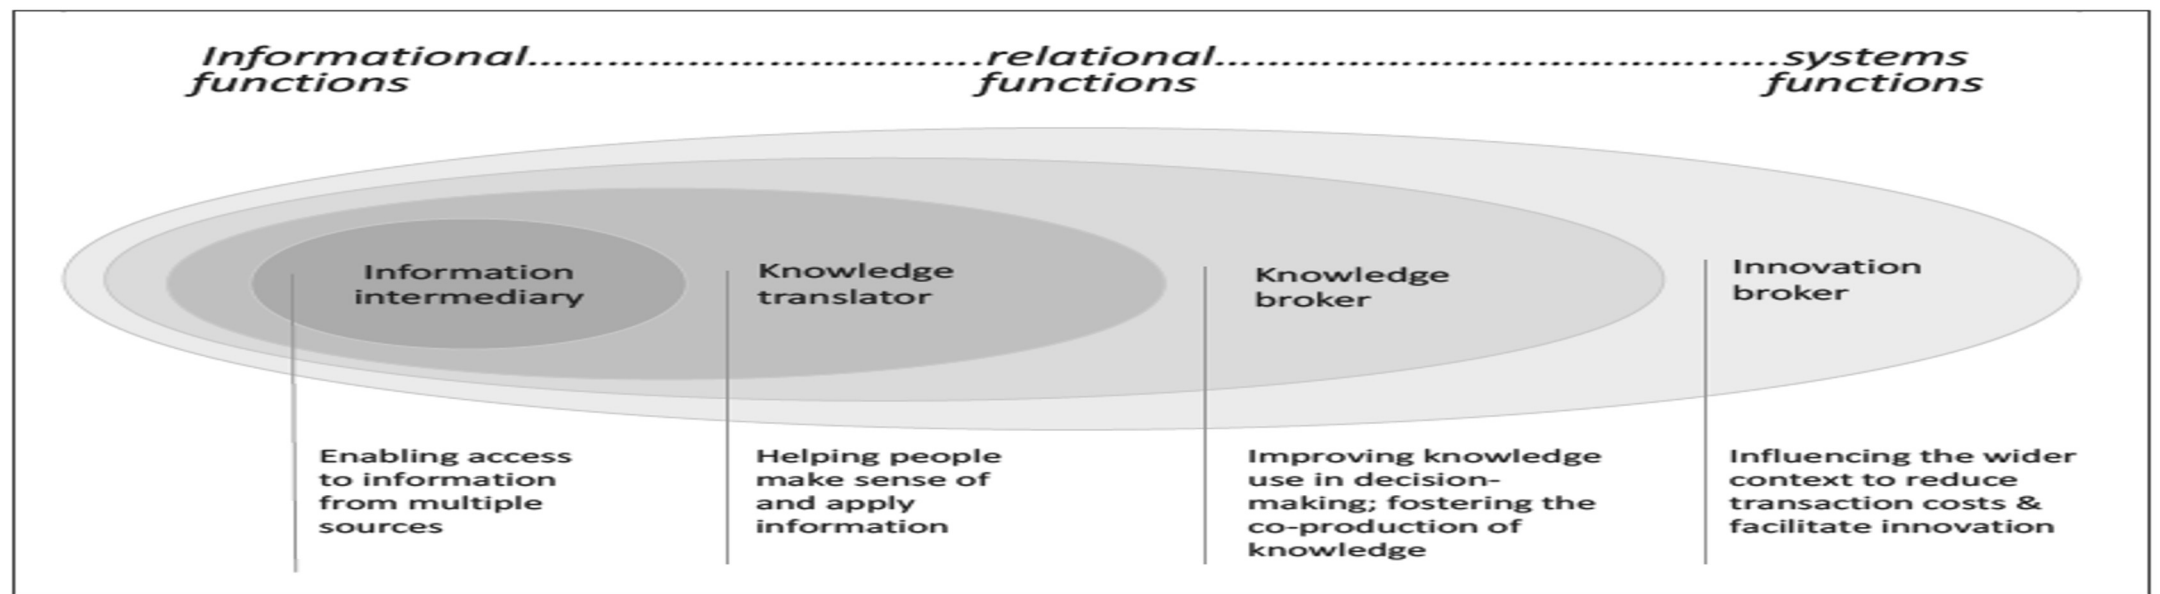 Informational.................................relational.........................................systems
functions functions functions
Information
intermediary
Knowledge
translator
Knowledge
broker
Innovation
broker
Enabling access
to information
from multiple
sources
Helping people
make sense of
and apply
information
Improving knowledge
use in decision-
making; fostering the
co-production of
knowledge
Influencing the wider
context to reduce
transaction costs &
facilitate innovation